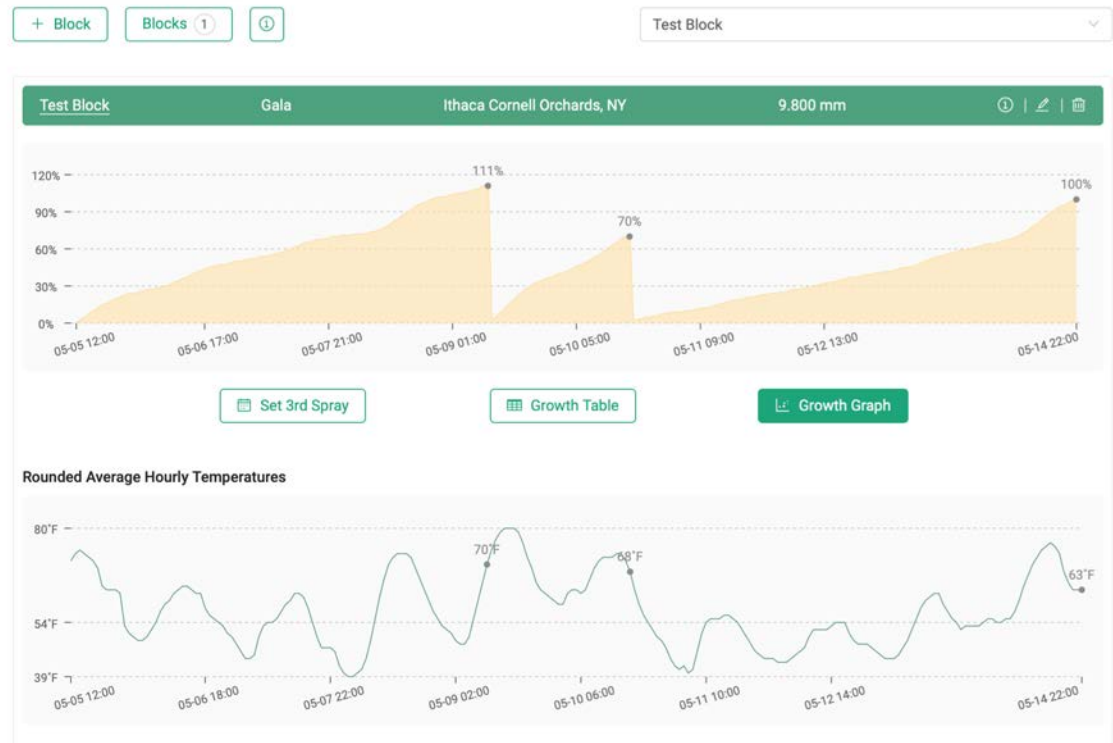 + Block Blocks 1 Test Block
Test Block Gala Ithaca Cornell Orchards, NY 9.800 mm
111%
120%
100%
90%
70%
60%
30%
0%
05-05 12:00 05-06 17:00 05-07 21:00 05-09 01:00 05-10 05:00 05-11 09:00 05-12 13:00 05-14 22:00
Set 3rd Spray Growth Table Growth Graph
Rounded Average Hourly Temperatures
80°F
70°F
68°F
63°F
54°F
39°F
05-05 12:00 05-06 18:00 05-07 22:00 05-09 02:00 05-10 06:00 05-11 10:00 05-12 14:00 05-14 22:00